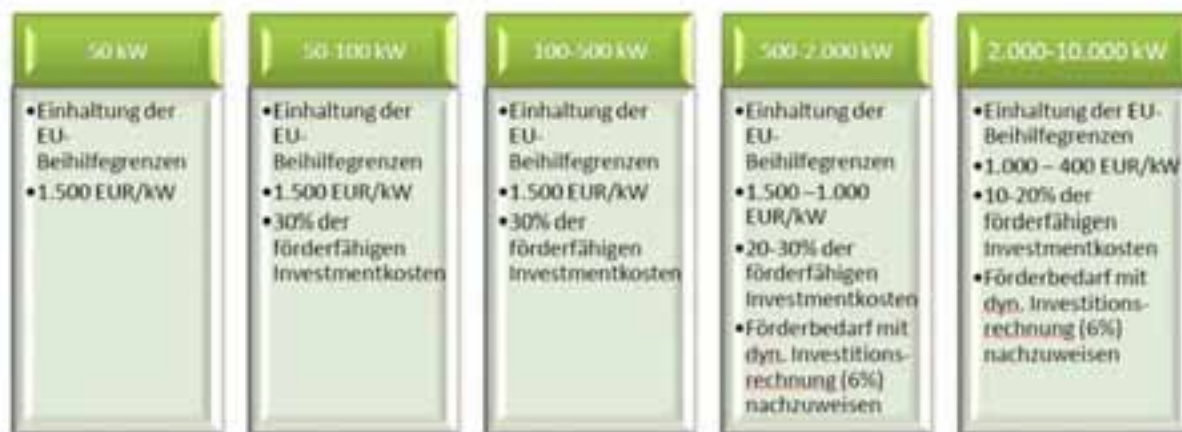 50 kW
•Einhaltung der
EU-
Beihilfegrenzen
•1.500 EUR/kW
50-100 kW
•Einhaltung der
EU-
Beihilfegrenzen
•1.500 EUR/kW
•30% der
förderfähigen
Investmentkosten
100-500 kW
•Einhaltung der
EU-
Beihilfegrenzen
•1.500 EUR/kW
•30% der
förderfähigen
Investmentkosten
500-2.000 kW
•Einhaltung der
EU-
Beihilfegrenzen
•1.500 –1.000
EUR/kW
•20-30% der
förderfähigen
Investmentkosten
•Förderbedarf mit
dyn. Investitions-
rechnung (6%)
nachzuweisen
2.000-10.000 kW
•Einhaltung der EU-
Beihilfegrenzen
•1.000 – 400 EUR/kW
•10-20% der
förderfähigen
Investmentkosten
•Förderbedarf mit
dyn. Investitions-
rechnung (6%)
nachzuweisen